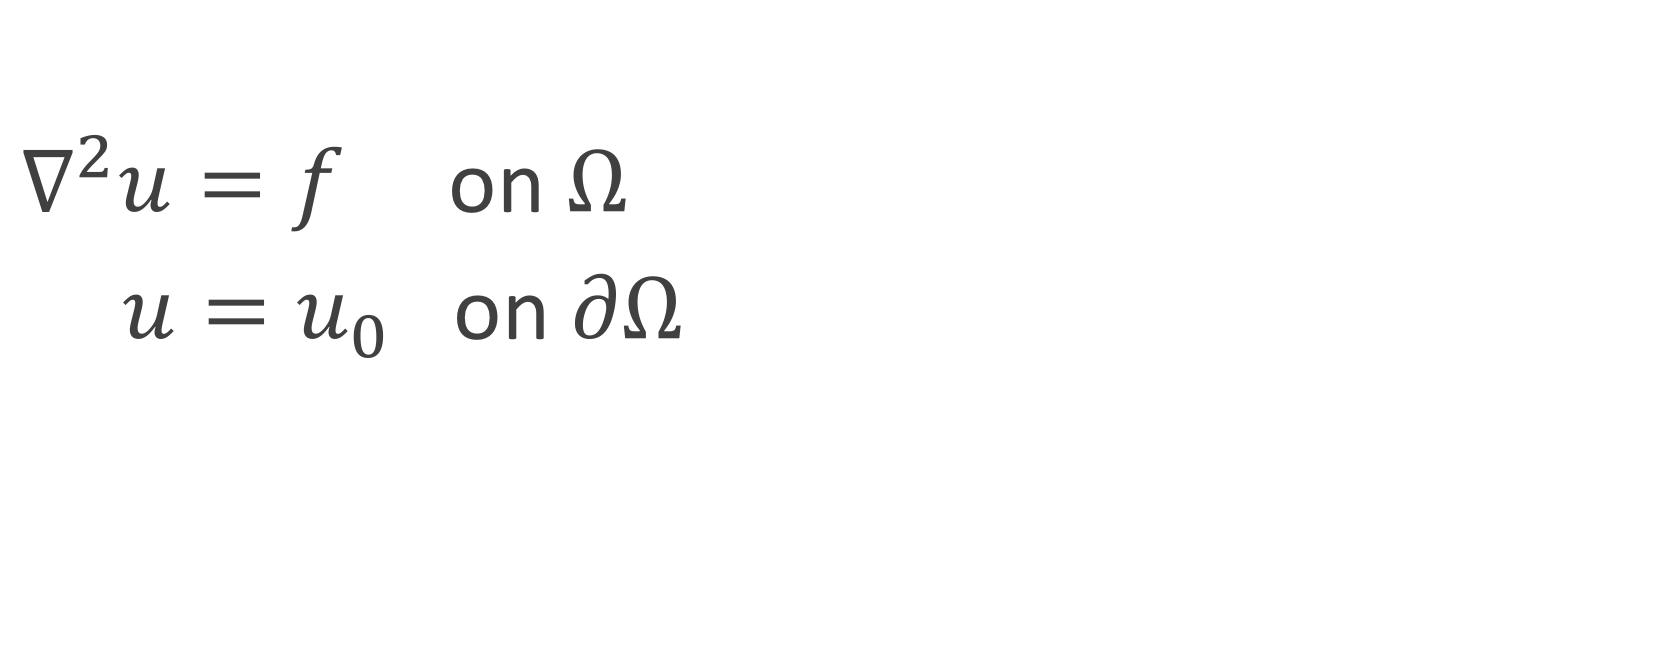 ∇²u = f on Ω
u = u₀ on ∂Ω